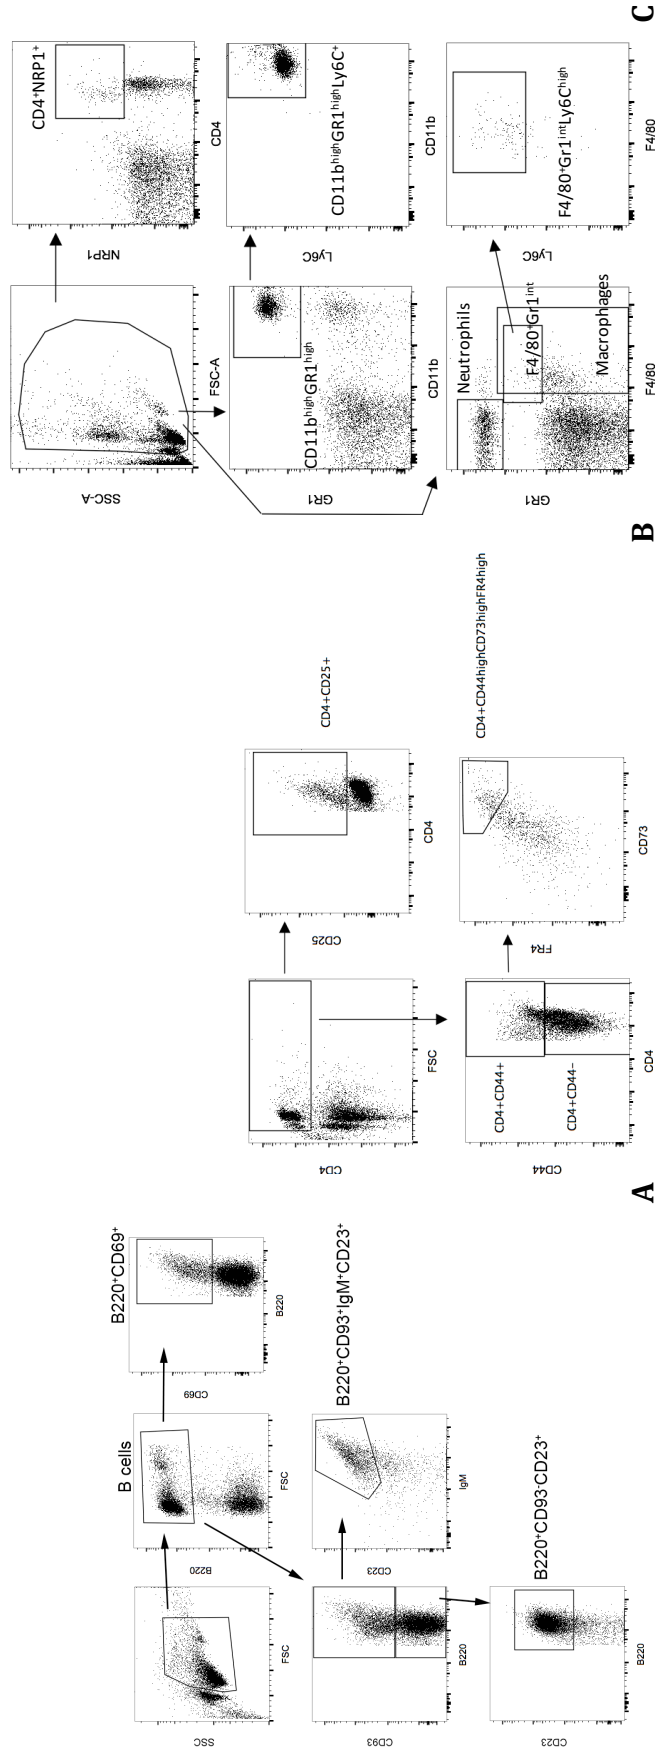 A
SSC
FSC
B cells
B220
FSC
B220⁺CD69⁺
CD69
B220
CD93
B220
B220⁺CD93⁺IgM⁺CD23⁺
CD23
IgM
B220⁺CD93⁻CD23⁺
CD23
B220
B
CD4
FSC
CD4+CD25+
CD25
CD4
CD4+CD44+
CD4+CD44−
CD44
CD4
CD4+CD44highCD73highFR4high
FR4
CD73
C
SSC-A
FSC-A
CD4⁺NRP1⁺
NRP1
CD4
CD11bʰⁱᵍʰGR1ʰⁱᵍʰ
GR1
CD11b
CD11bʰⁱᵍʰGR1ʰⁱᵍʰLy6C⁺
Ly6C
CD11b
Neutrophils
F4/80⁺Gr1ⁱⁿᵗ
Macrophages
GR1
F4/80
F4/80⁺Gr1ⁱⁿᵗLy6Cʰⁱᵍʰ
Ly6C
F4/80